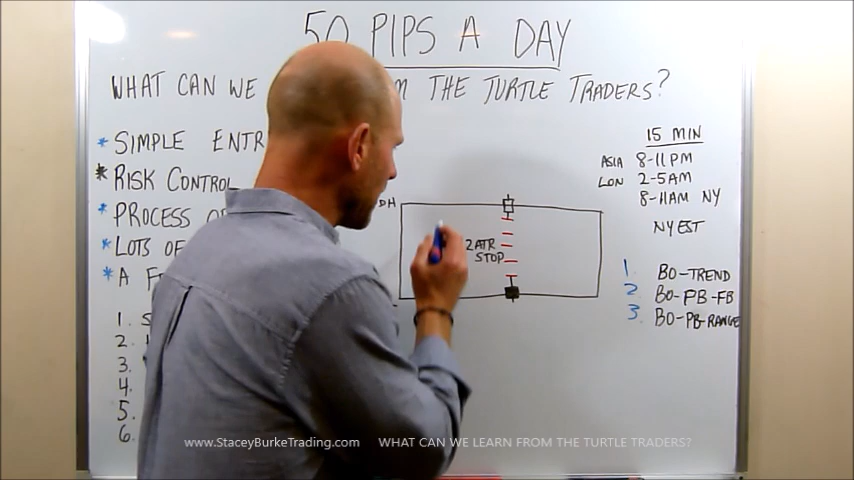 50 PIPS A DAY
WHAT CAN WE THE TURTLE TRADERS?
* SIMPLE
* RISK CONTROL
* PROCESS
* LOTS OF
* A
1.
2.
3.
4.
5.
6.
DH
2 ATR
STOP
15 MIN
ASIA 8-11PM
LON 2-5AM
8-11AM NY
NY EST
1. BO-TREND
2 BO-PB-FB
3. BO-PB-RANGE
www.StaceyBurkeTrading.com WHAT CAN WE LEARN FROM THE TURTLE TRADERS?